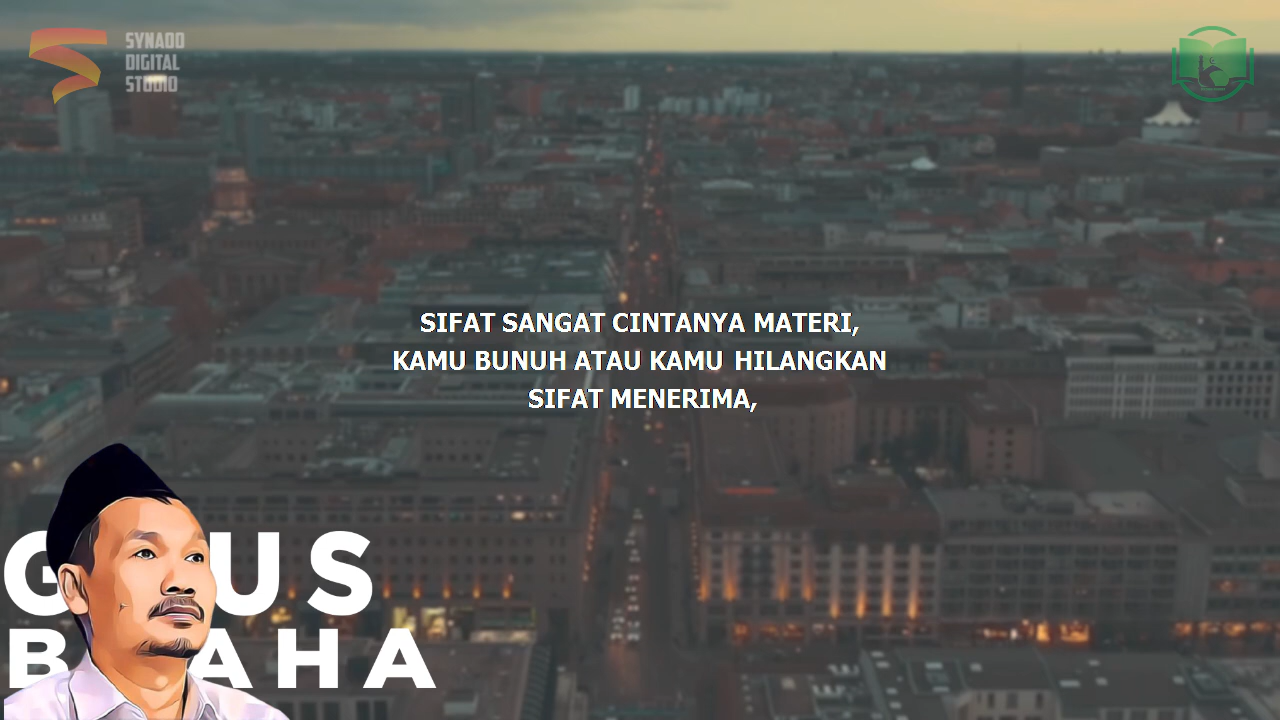 SYNADO
DIGITAL
STUDIO
SIFAT SANGAT CINTANYA MATERI,
KAMU BUNUH ATAU KAMU HILANGKAN
SIFAT MENERIMA,
GUS
BAHA